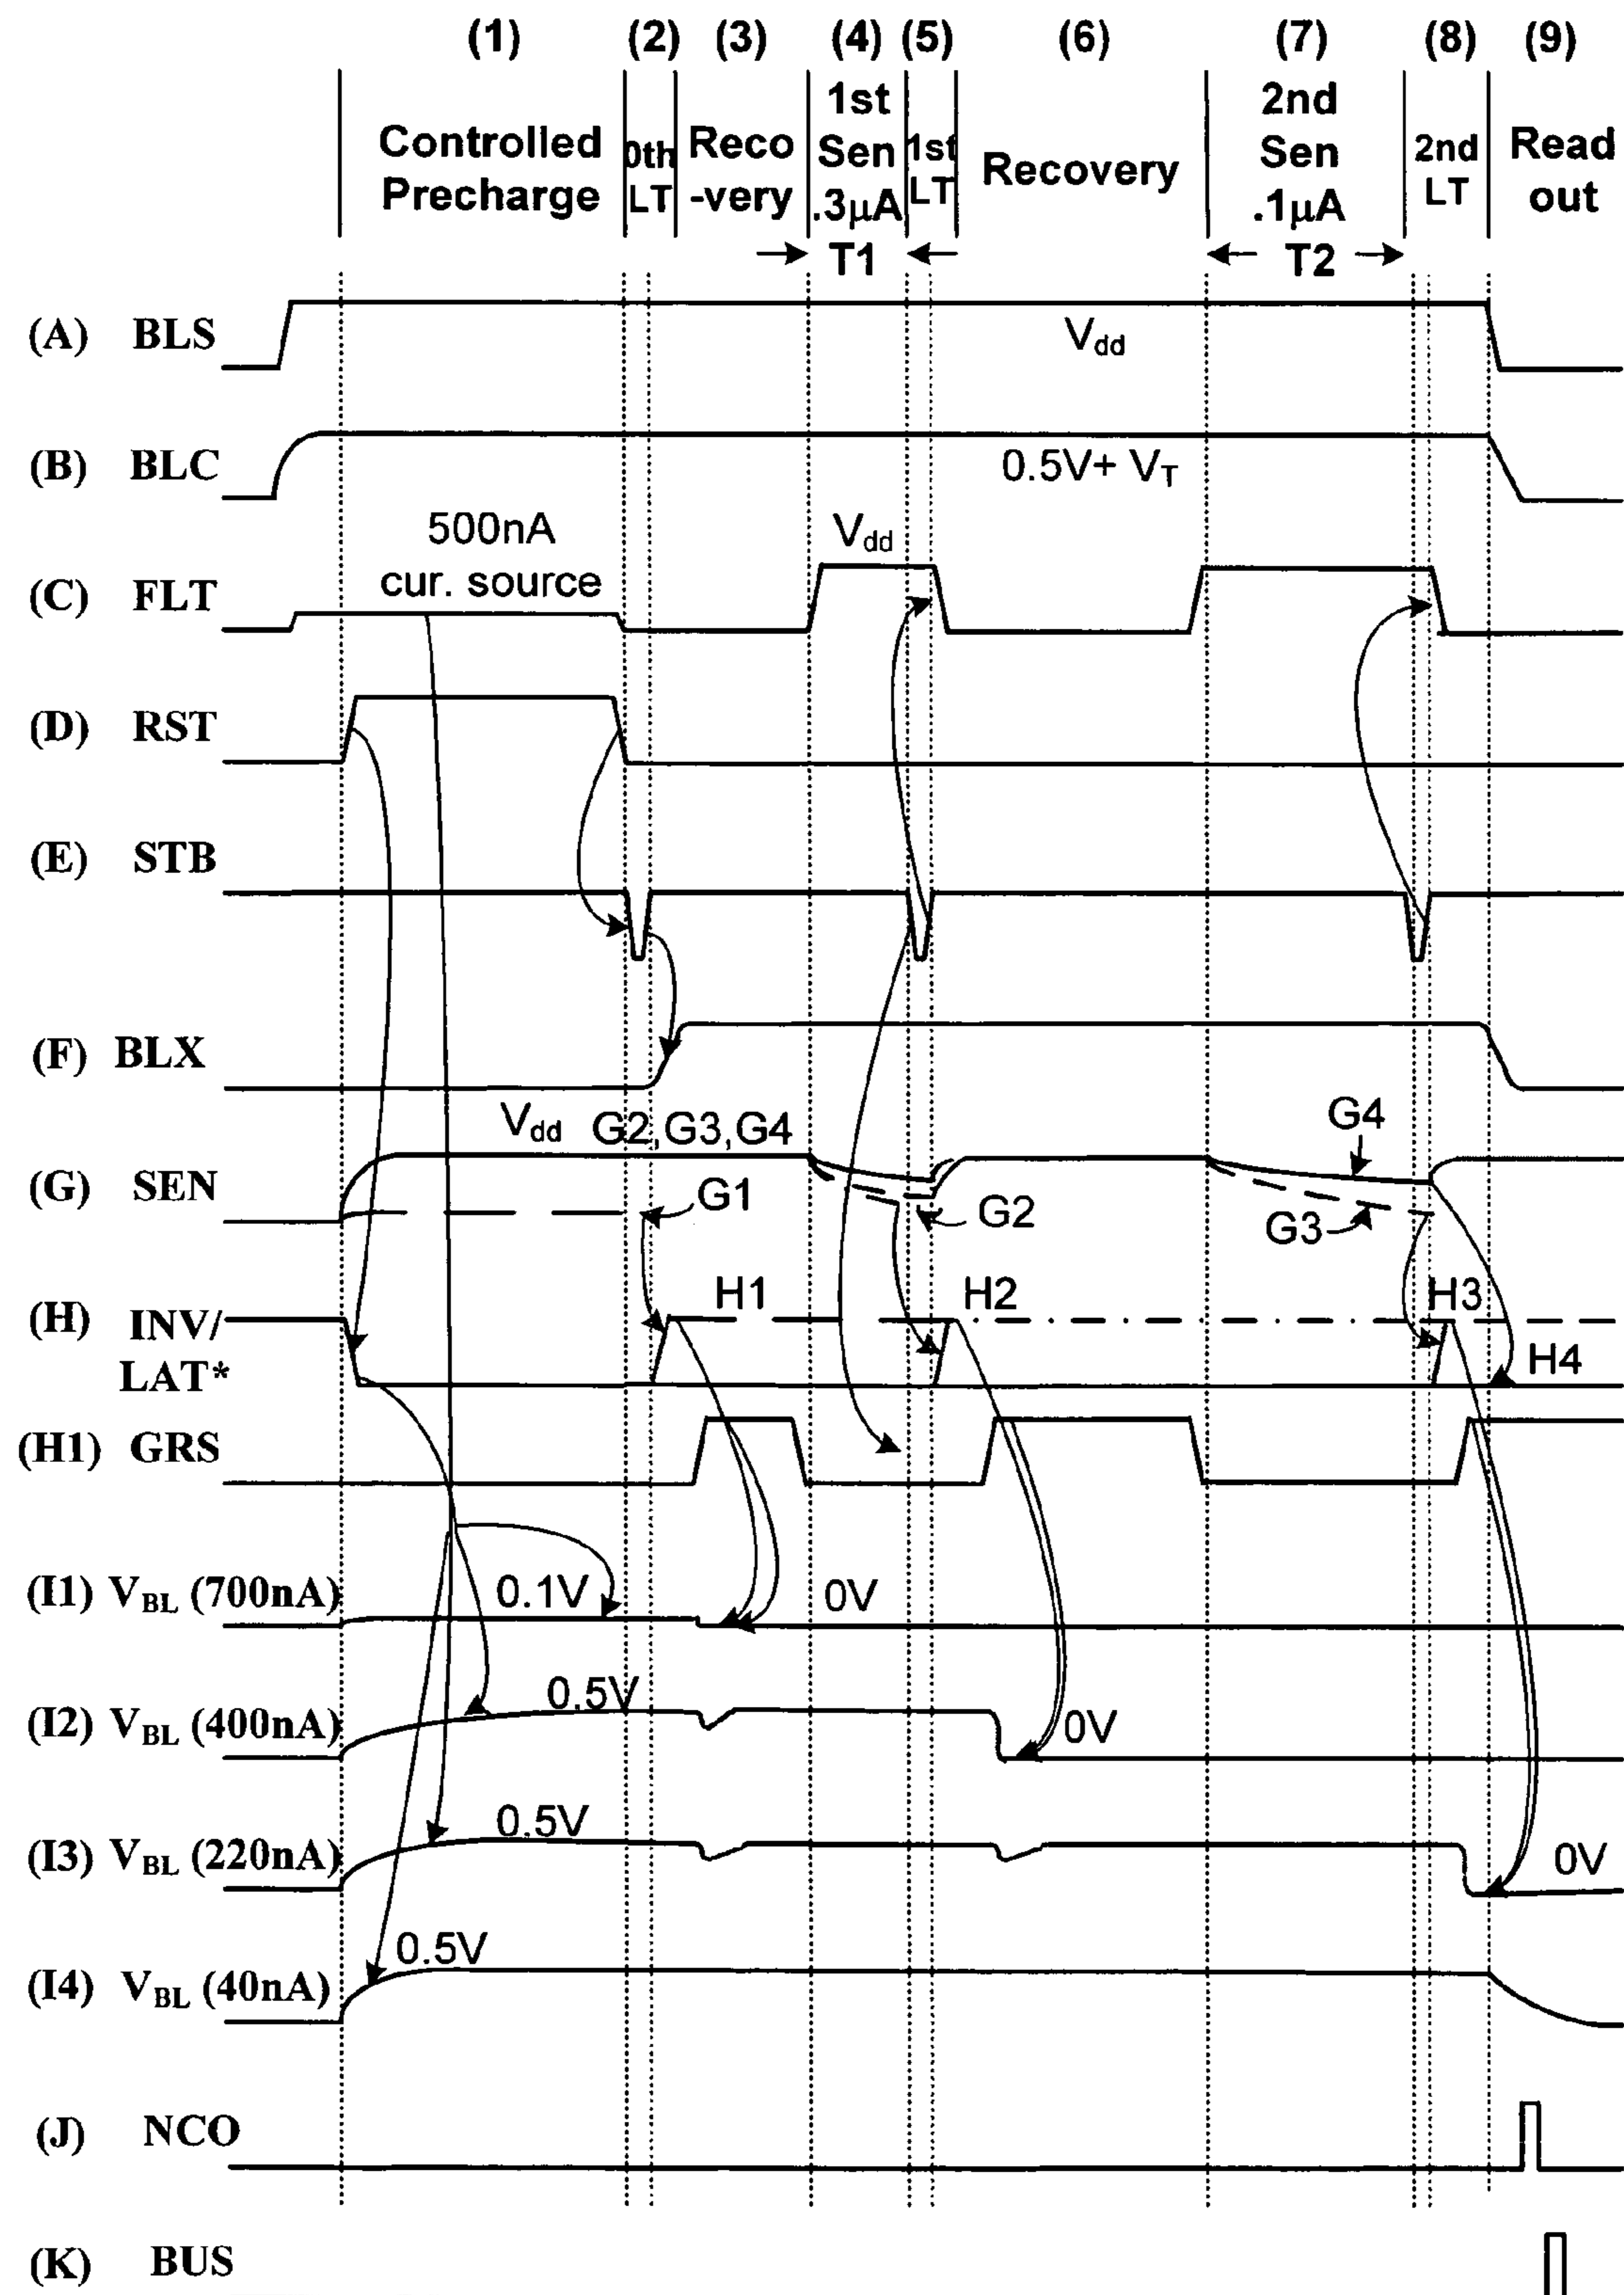 (1) (2) (3) (4) (5) (6) (7) (8) (9)
Controlled
Precharge
0th
LT
Reco
-very
1st
Sen
.3µA
T1
1st
LT
Recovery
2nd
Sen
.1µA
T2
2nd
LT
Read
out
(A) BLS
Vdd
(B) BLC
0.5V+ VT
500nA
cur. source
Vdd
(C) FLT
(D) RST
(E) STB
(F) BLX
Vdd G2,G3,G4
G4
(G) SEN
G1
G2
G3
(H) INV/
LAT*
H1
H2
H3
H4
(H1) GRS
(I1) VBL (700nA)
0.1V
0V
(I2) VBL (400nA)
0.5V
0V
(I3) VBL (220nA)
0.5V
0V
(I4) VBL (40nA)
0.5V
(J) NCO
(K) BUS